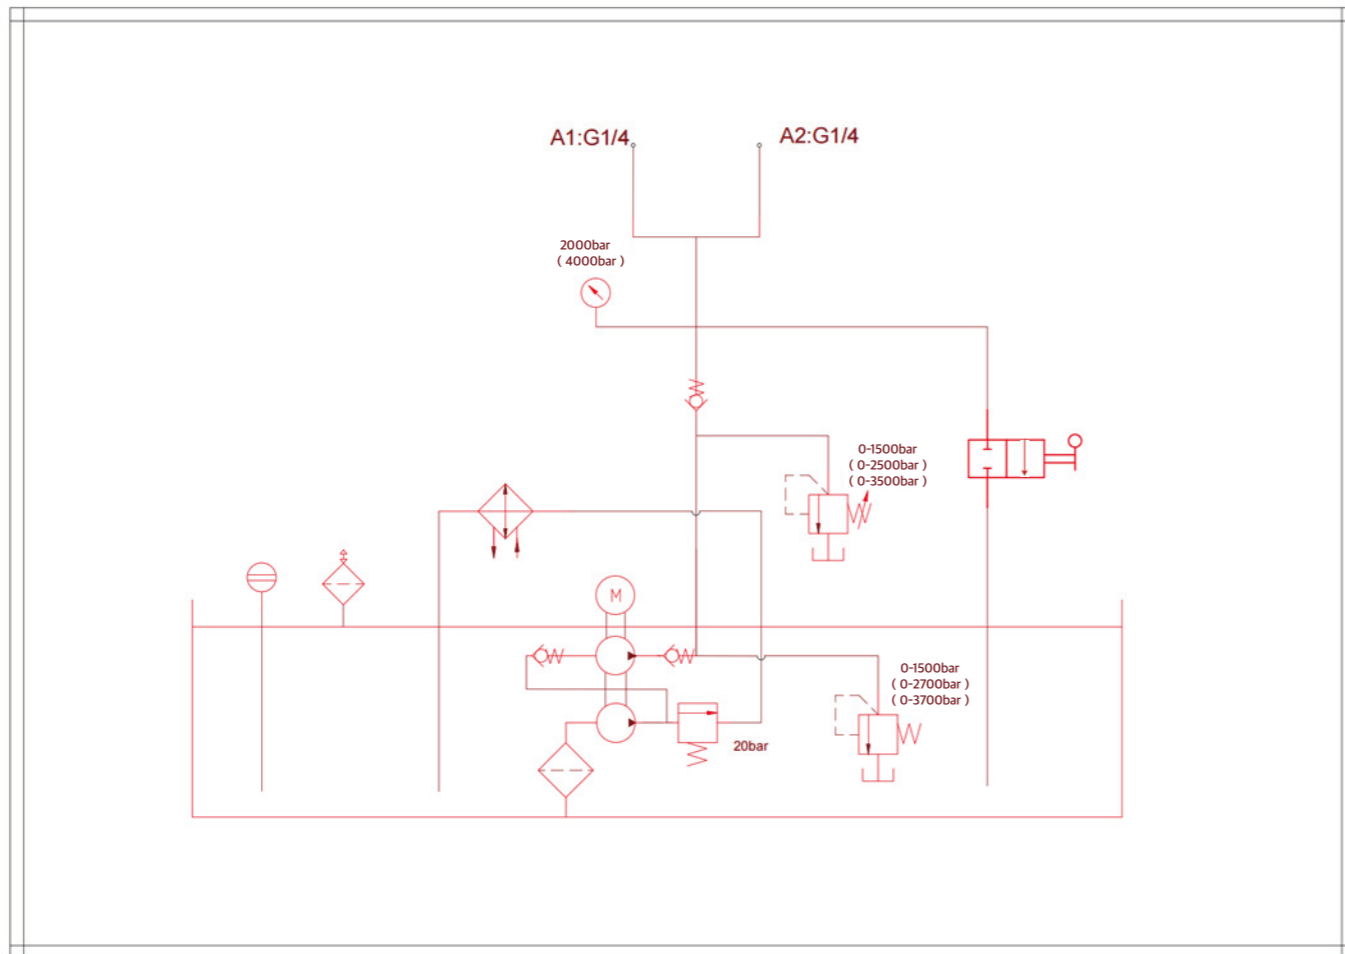 A1:G1/4
A2:G1/4
2000bar
( 4000bar )
0-1500bar
( 0-2500bar )
( 0-3500bar )
M
0-1500bar
( 0-2700bar )
( 0-3700bar )
20bar